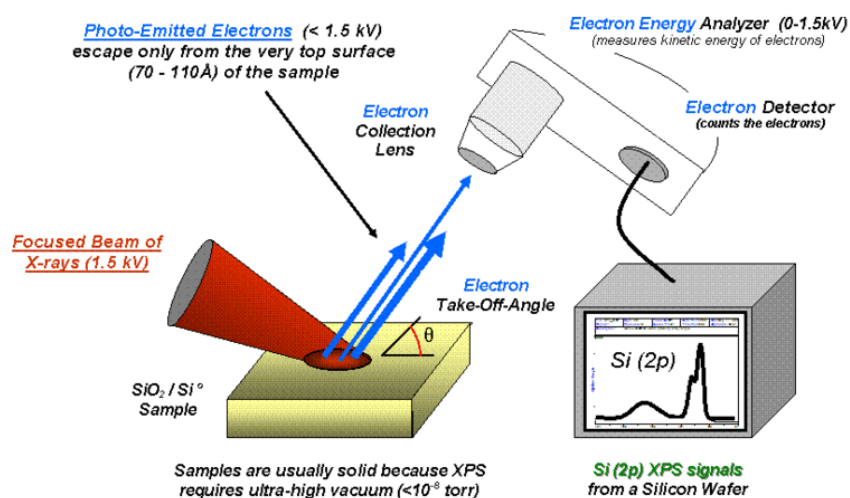 Photo-Emitted Electrons (< 1.5 kV)
escape only from the very top surface
(70 - 110Å) of the sample
Electron Energy Analyzer (0-1.5kV)
(measures kinetic energy of electrons)
Electron
Collection
Lens
Electron Detector
(counts the electrons)
Focused Beam of
X-rays (1.5 kV)
Electron
Take-Off-Angle
θ
Si (2p)
SiO₂ / Si°
Sample
Samples are usually solid because XPS
requires ultra-high vacuum (<10⁻⁸ torr)
Si (2p) XPS signals
from a Silicon Wafer